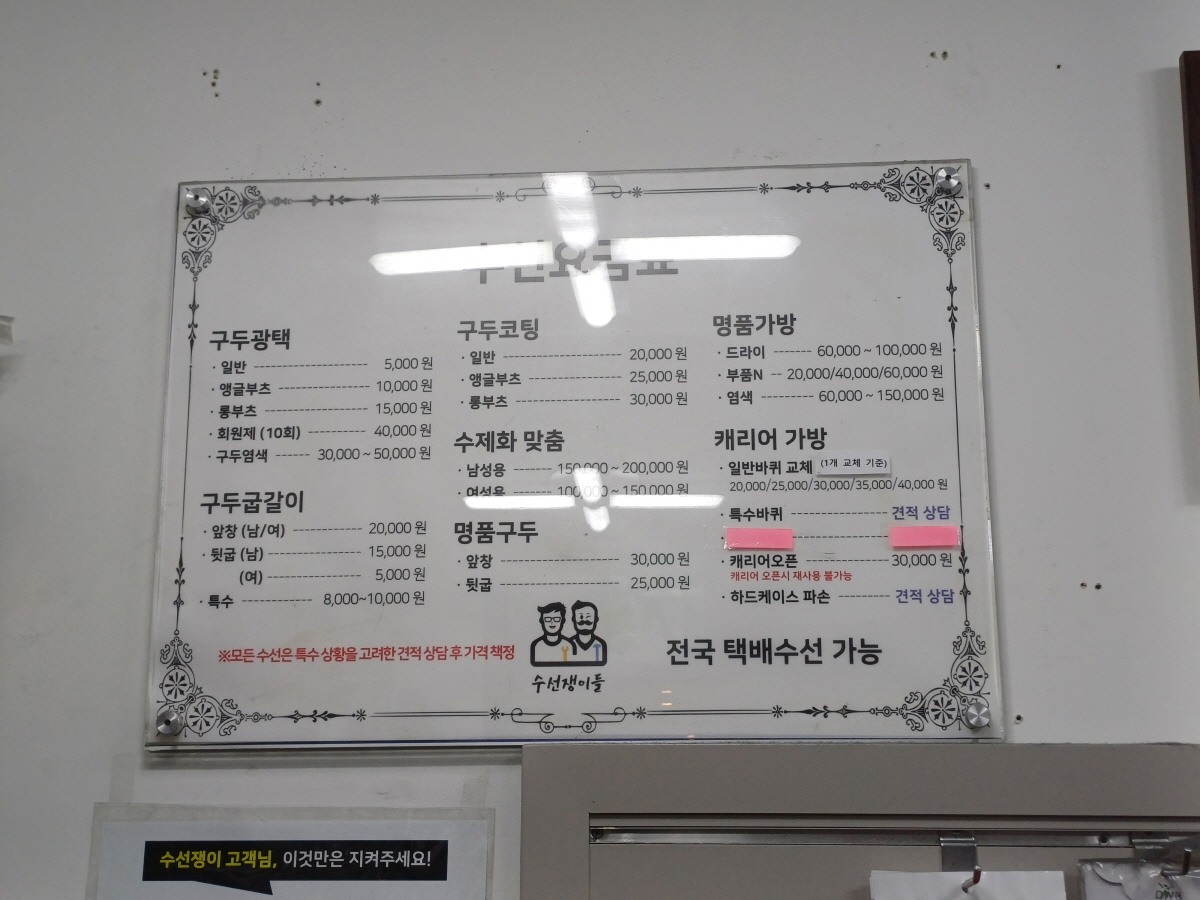 수선요금표
구두광택
· 일반 5,000 원
· 앵글부츠 10,000 원
· 롱부츠 15,000 원
· 회원제 (10회) 40,000 원
· 구두염색 30,000 ~ 50,000 원
구두굽갈이
· 앞창 (남/여) 20,000 원
· 뒷굽 (남) 15,000 원
(여) 5,000 원
· 특수 8,000~10,000 원
구두코팅
· 일반 20,000 원
· 앵글부츠 25,000 원
· 롱부츠 30,000 원
수제화 맞춤
· 남성용 150,000 ~ 200,000 원
· 여성용 100,000 ~ 150,000 원
명품구두
· 앞창 30,000 원
· 뒷굽 25,000 원
명품가방
· 드라이 60,000 ~ 100,000 원
· 부품N 20,000/40,000/60,000 원
· 염색 60,000 ~ 150,000 원
캐리어 가방
· 일반바퀴 교체 (1개 교체 기준)
20,000/25,000/30,000/35,000/40,000 원
· 특수바퀴 견적 상담
· 캐리어오픈 30,000 원
캐리어 오픈시 재사용 불가능
· 하드케이스 파손 견적 상담
※모든 수선은 특수 상황을 고려한 견적 상담 후 가격 책정
수선쟁이들
전국 택배수선 가능
수선쟁이 고객님, 이것만은 지켜주세요!